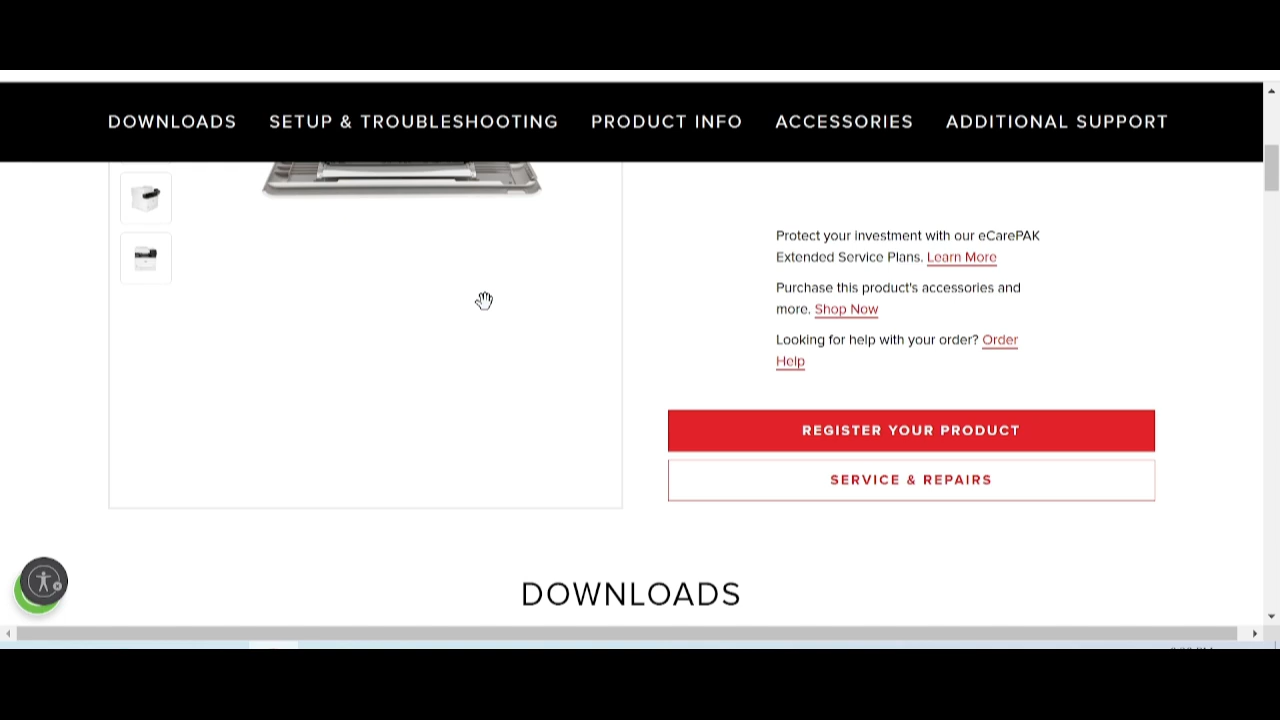 DOWNLOADS SETUP & TROUBLESHOOTING PRODUCT INFO ACCESSORIES ADDITIONAL SUPPORT
Protect your investment with our eCarePAK
Extended Service Plans. Learn More
Purchase this product's accessories and
more. Shop Now
Looking for help with your order? Order
Help
REGISTER YOUR PRODUCT
SERVICE & REPAIRS
DOWNLOADS